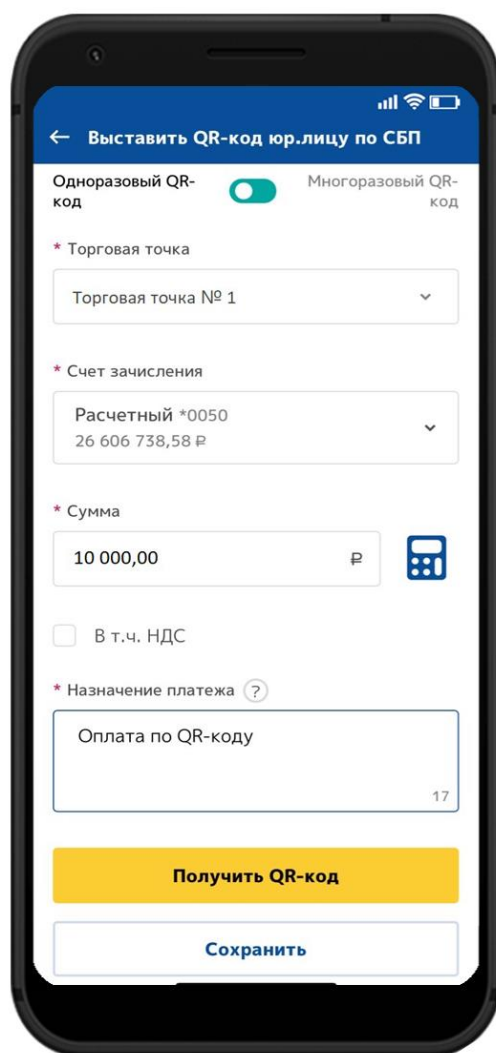 ← Выставить QR-код юр.лицу по СБП
Одноразовый QR-
код
Многоразовый QR-
код
* Торговая точка
Торговая точка № 1
* Счет зачисления
Расчетный *0050
26 606 738,58 ₽
* Сумма
10 000,00 ₽
В т.ч. НДС
* Назначение платежа ?
Оплата по QR-коду
17
Получить QR-код
Сохранить